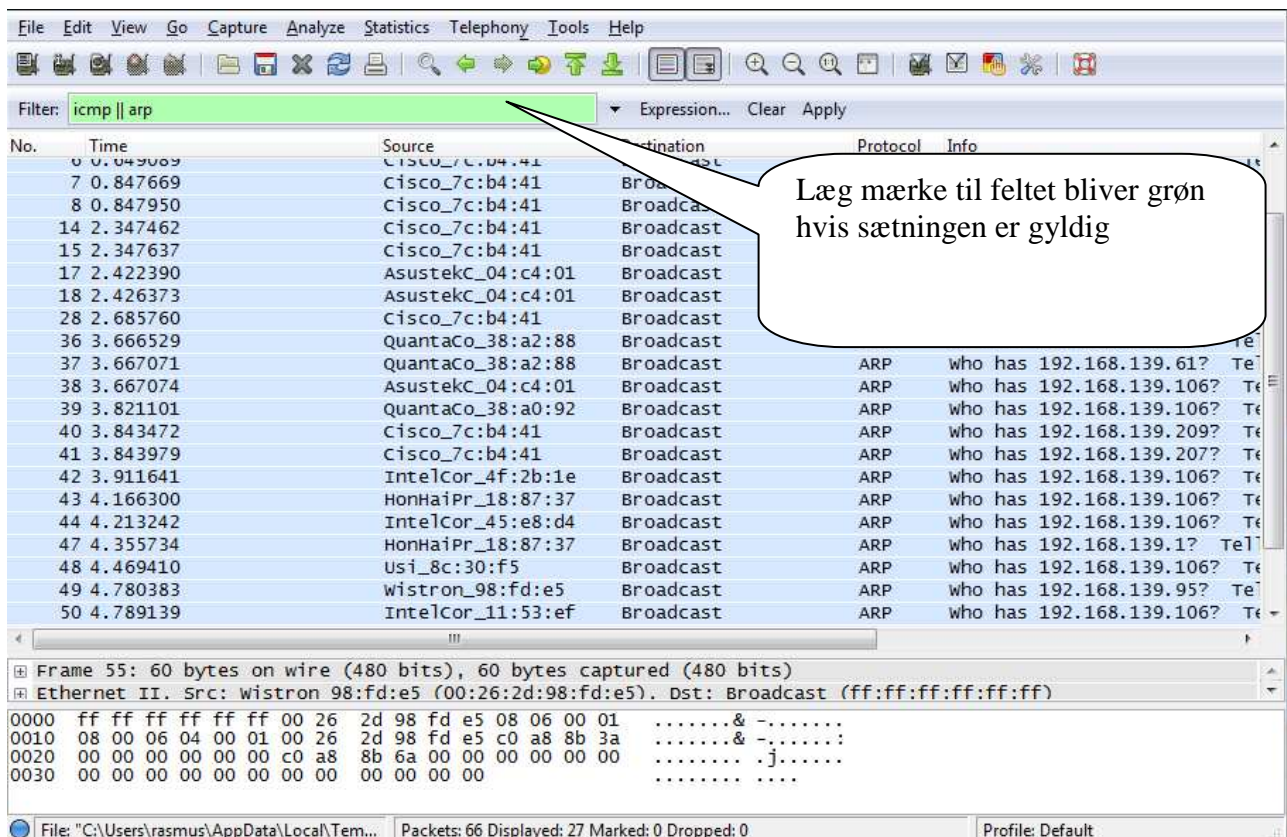 File Edit View Go Capture Analyze Statistics Telephony Tools Help
Filter: icmp || arp Expression... Clear Apply
No. Time Source Destination Protocol Info
6 0.649089 Cisco_7c:b4:41
7 0.847669 Cisco_7c:b4:41
8 0.847950 Cisco_7c:b4:41
14 2.347462 Cisco_7c:b4:41 Broadcast
15 2.347637 Cisco_7c:b4:41 Broadcast
17 2.422390 AsustekC_04:c4:01 Broadcast
18 2.426373 AsustekC_04:c4:01 Broadcast
28 2.685760 Cisco_7c:b4:41 Broadcast
36 3.666529 QuantaCo_38:a2:88 Broadcast
37 3.667071 QuantaCo_38:a2:88 Broadcast ARP who has 192.168.139.61? Tel
38 3.667074 AsustekC_04:c4:01 Broadcast ARP who has 192.168.139.106? Te
39 3.821101 QuantaCo_38:a0:92 Broadcast ARP who has 192.168.139.106? Te
40 3.843472 Cisco_7c:b4:41 Broadcast ARP who has 192.168.139.209? Te
41 3.843979 Cisco_7c:b4:41 Broadcast ARP who has 192.168.139.207? Te
42 3.911641 IntelCor_4f:2b:1e Broadcast ARP who has 192.168.139.106? Te
43 4.166300 HonHaiPr_18:87:37 Broadcast ARP who has 192.168.139.106? Te
44 4.213242 IntelCor_45:e8:d4 Broadcast ARP who has 192.168.139.106? Te
47 4.355734 HonHaiPr_18:87:37 Broadcast ARP who has 192.168.139.1? Tell
48 4.469410 Usi_8c:30:f5 Broadcast ARP who has 192.168.139.106? Te
49 4.780383 Wistron_98:fd:e5 Broadcast ARP who has 192.168.139.95? Tel
50 4.789139 IntelCor_11:53:ef Broadcast ARP who has 192.168.139.106? Te
Læg mærke til feltet bliver grøn
hvis sætningen er gyldig
Frame 55: 60 bytes on wire (480 bits), 60 bytes captured (480 bits)
Ethernet II, Src: Wistron_98:fd:e5 (00:26:2d:98:fd:e5), Dst: Broadcast (ff:ff:ff:ff:ff:ff)
0000 ff ff ff ff ff ff 00 26 2d 98 fd e5 08 06 00 01 .......& -.......
0010 08 00 06 04 00 01 00 26 2d 98 fd e5 c0 a8 8b 3a .......& -......:
0020 00 00 00 00 00 00 c0 a8 8b 6a 00 00 00 00 00 00 ........ .j......
0030 00 00 00 00 00 00 00 00 00 00 00 00 ........ ....
File: "C:\Users\rasmus\AppData\Local\Tem... Packets: 66 Displayed: 27 Marked: 0 Dropped: 0 Profile: Default